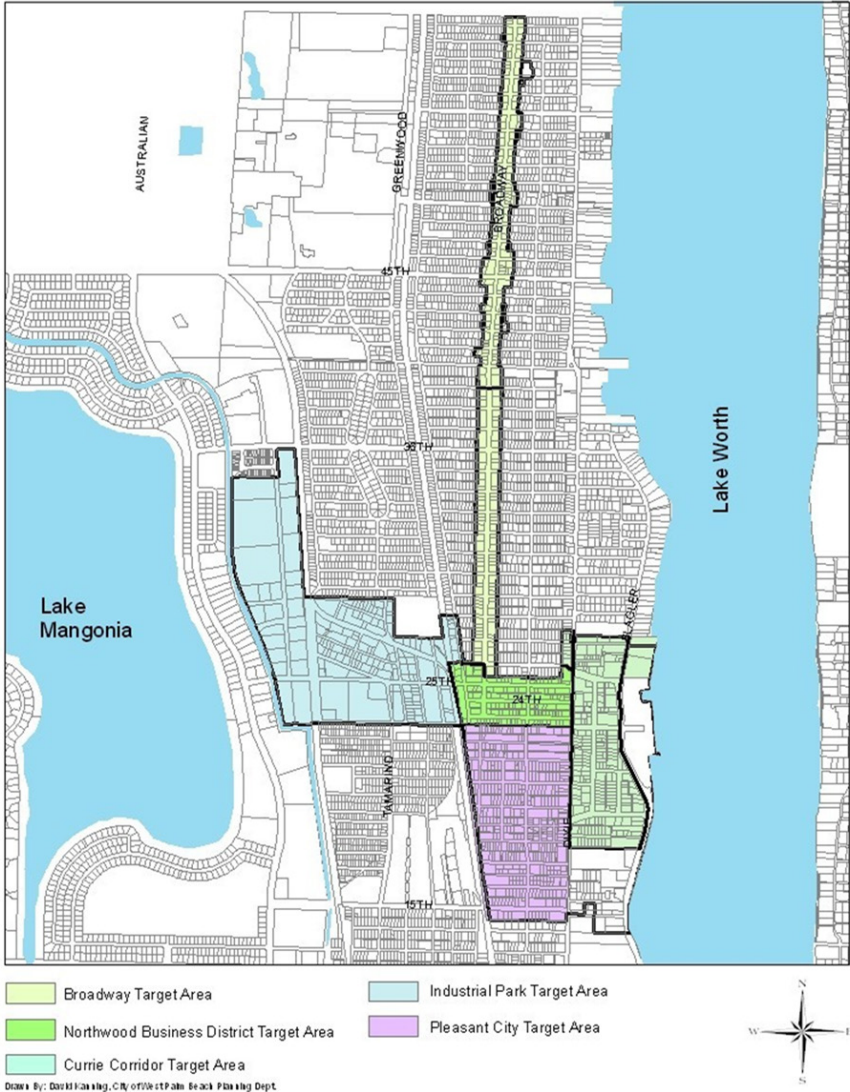 AUSTRALIAN
GREENWOOD
BROADWAY
45TH
36TH
Lake Worth
Lake
Mangonia
FLAGLER
25TH
24TH
TAMARIND
15TH
Broadway Target Area
Industrial Park Target Area
Northwood Business District Target Area
Pleasant City Target Area
Currie Corridor Target Area
N
W
E
S
Drawn By: David Kanning, City of West Palm Beach Planning Dept.